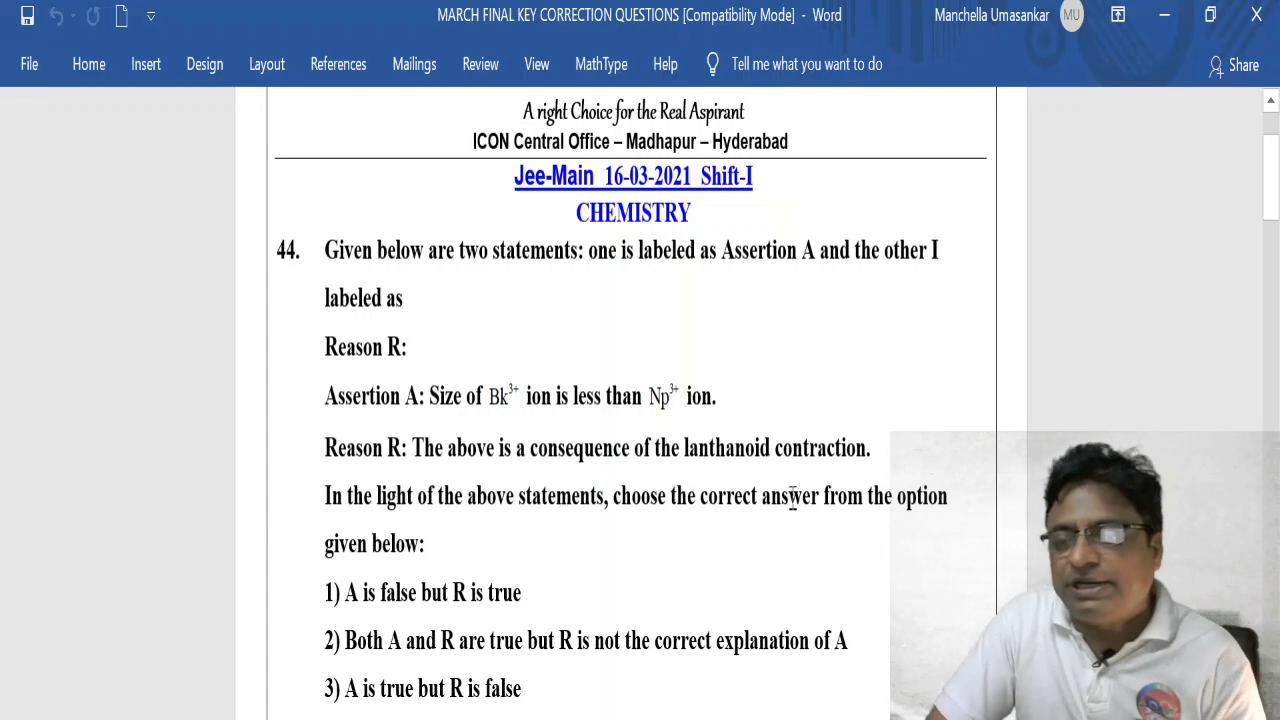 MARCH FINAL KEY CORRECTION QUESTIONS [Compatibility Mode] - Word
Manchella Umasankar
MU
File
Home
Insert
Design
Layout
References
Mailings
Review
View
MathType
Help
Tell me what you want to do
Share
A right Choice for the Real Aspirant
ICON Central Office – Madhapur – Hyderabad
Jee-Main 16-03-2021 Shift-I
CHEMISTRY
44. Given below are two statements: one is labeled as Assertion A and the other I
labeled as
Reason R:
Assertion A: Size of Bk³⁺ ion is less than Np³⁺ ion.
Reason R: The above is a consequence of the lanthanoid contraction.
In the light of the above statements, choose the correct answer from the option
given below:
1) A is false but R is true
2) Both A and R are true but R is not the correct explanation of A
3) A is true but R is false